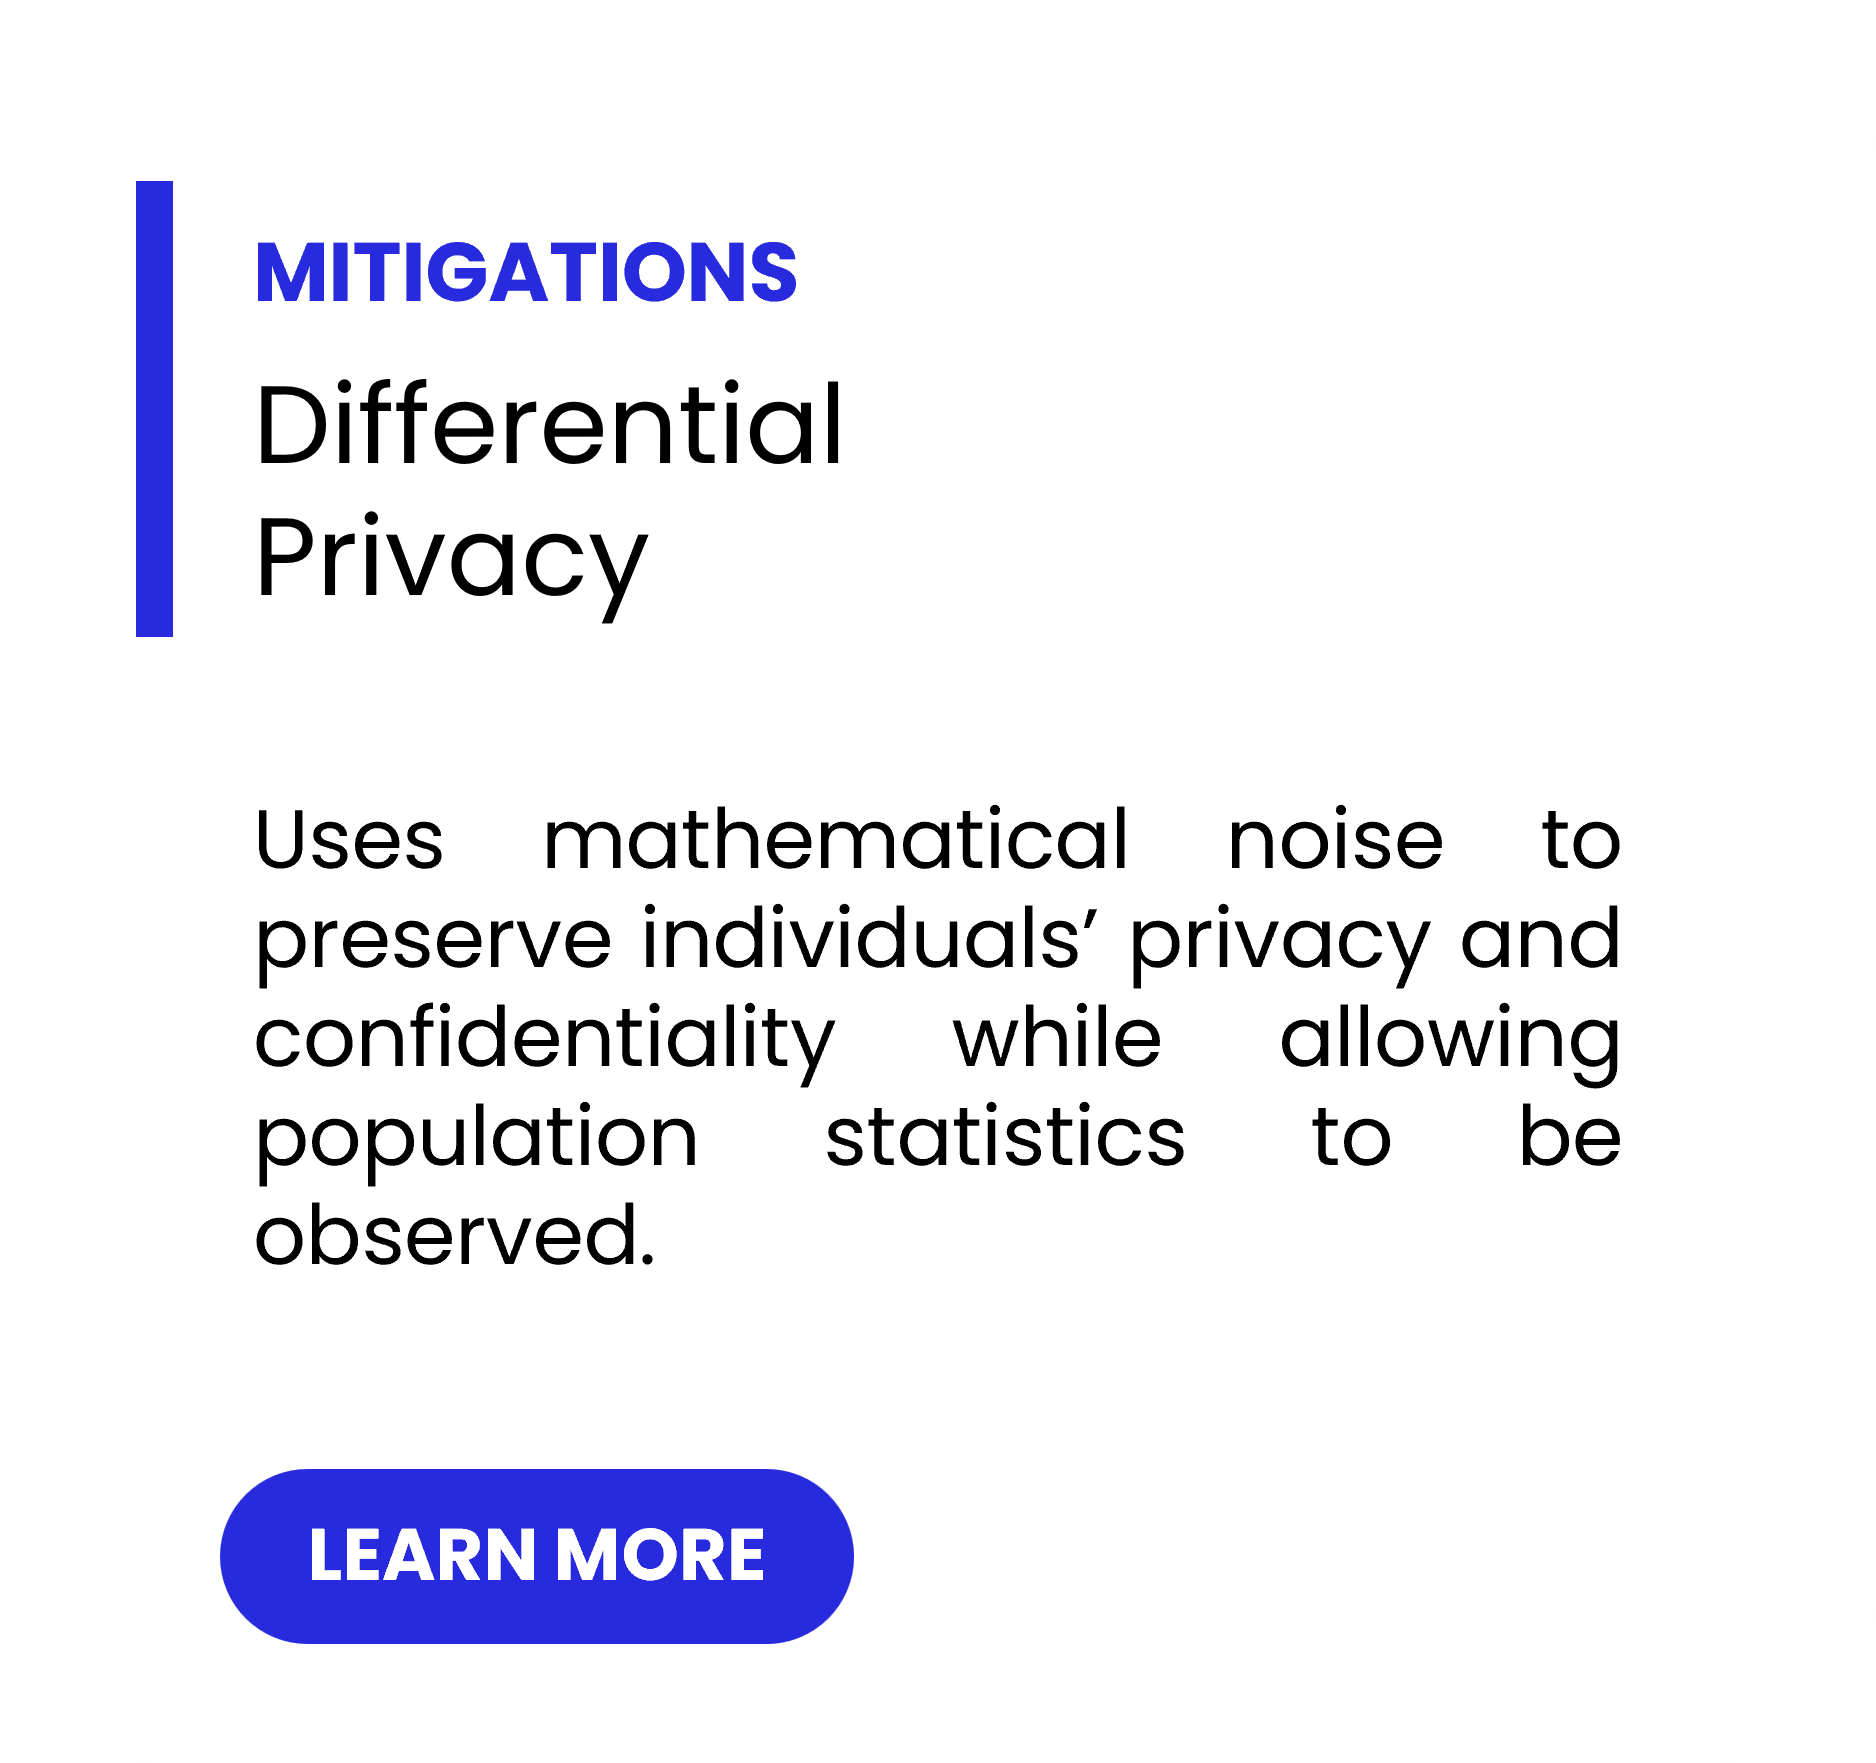 MITIGATIONS
Differential
Privacy
Uses mathematical noise to
preserve individuals’ privacy and
confidentiality while allowing
population statistics to be
observed.
LEARN MORE